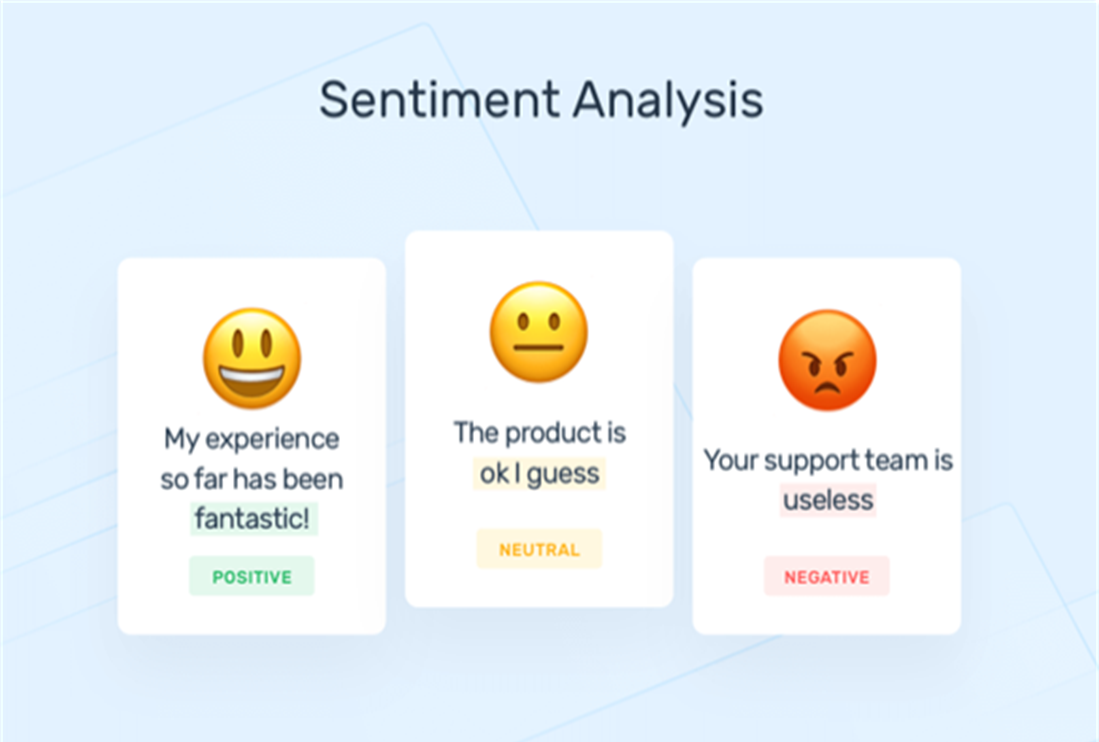 Sentiment Analysis
My experience
so far has been
fantastic!
POSITIVE
The product is
ok I guess
NEUTRAL
Your support team is
useless
NEGATIVE